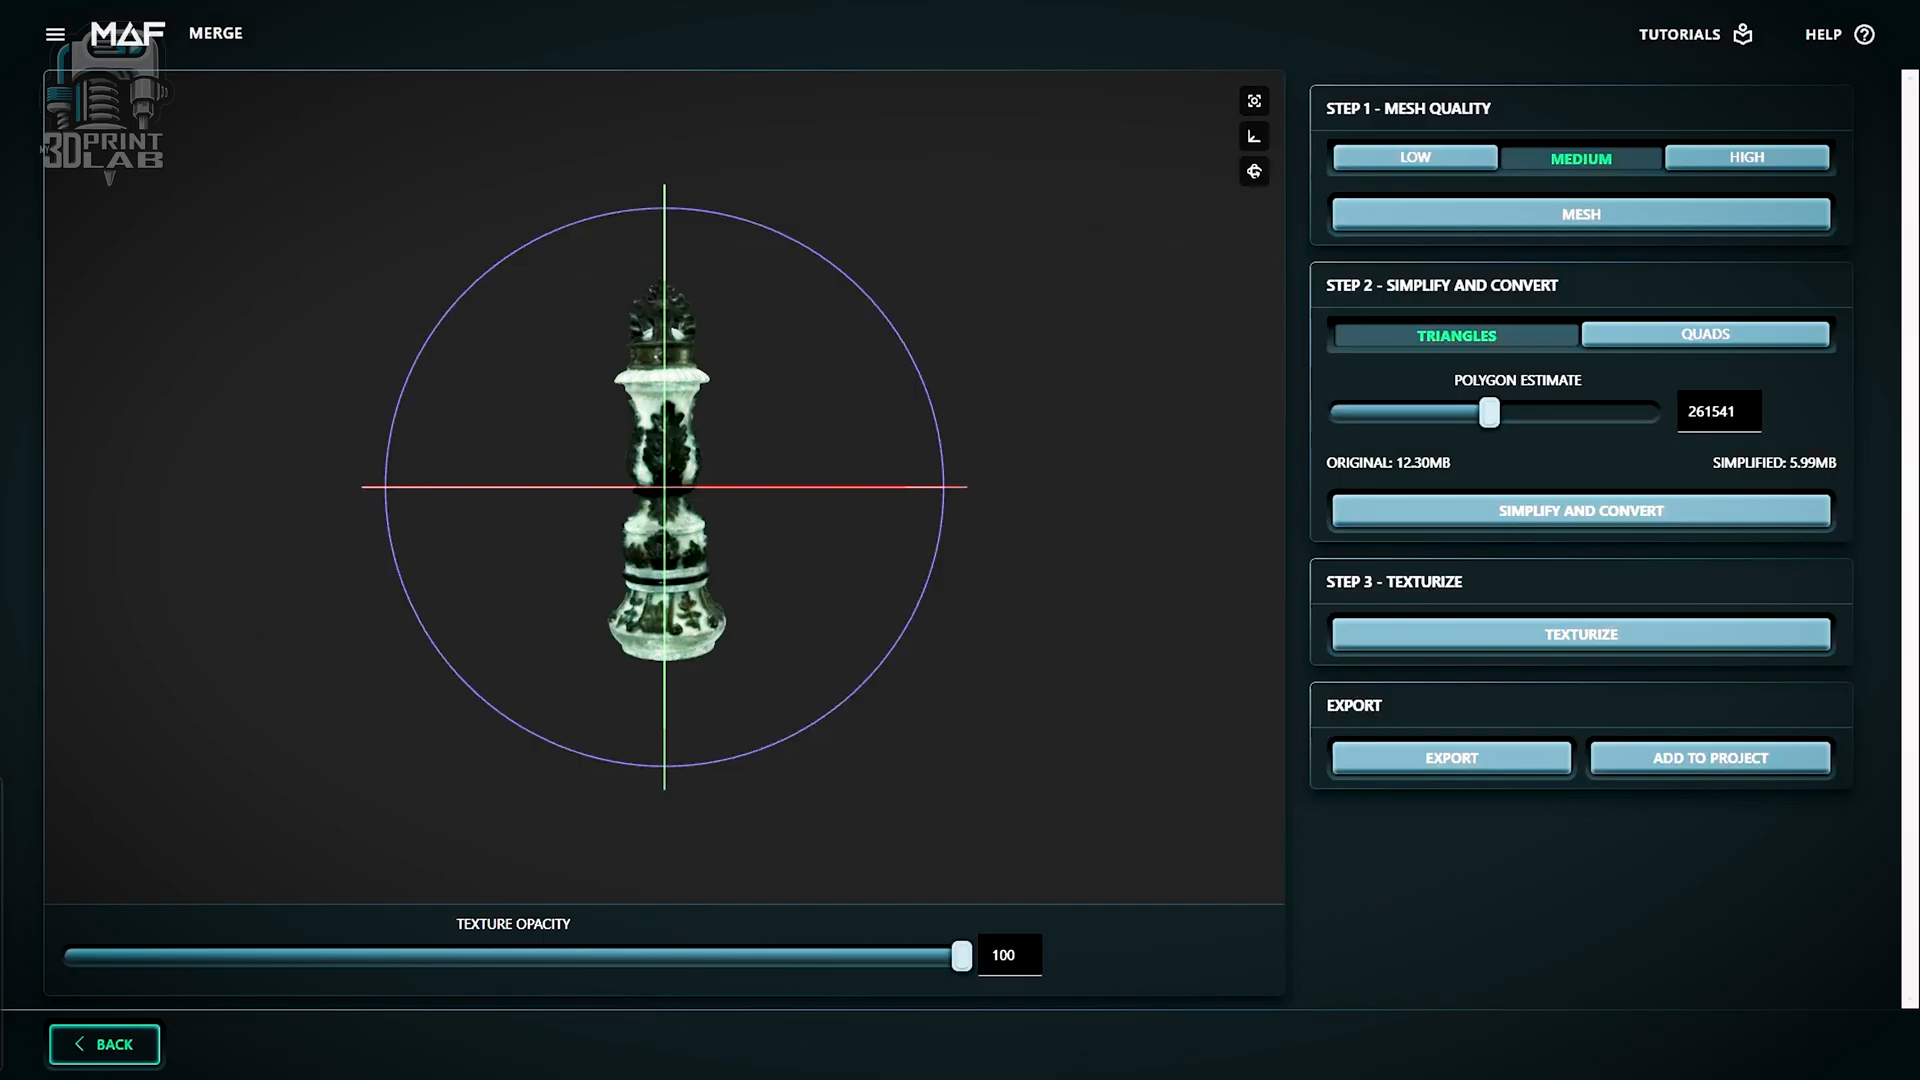 MAF MERGE
TUTORIALS
HELP
MY
3DPRINT
LAB
STEP 1 - MESH QUALITY
LOW
MEDIUM
HIGH
MESH
STEP 2 - SIMPLIFY AND CONVERT
TRIANGLES
QUADS
POLYGON ESTIMATE
261541
ORIGINAL: 12.30MB
SIMPLIFIED: 5.99MB
SIMPLIFY AND CONVERT
STEP 3 - TEXTURIZE
TEXTURIZE
EXPORT
EXPORT
ADD TO PROJECT
TEXTURE OPACITY
100
BACK